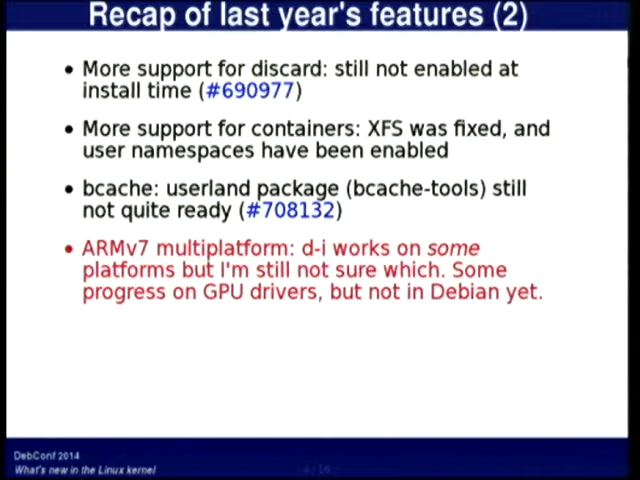 Recap of last year's features (2)
• More support for discard: still not enabled at
install time (#690977)
• More support for containers: XFS was fixed, and
user namespaces have been enabled
• bcache: userland package (bcache-tools) still
not quite ready (#708132)
• ARMv7 multiplatform: d-i works on some
platforms but I'm still not sure which. Some
progress on GPU drivers, but not in Debian yet.
DebConf 2014
What's new in the Linux kernel
4 / 16